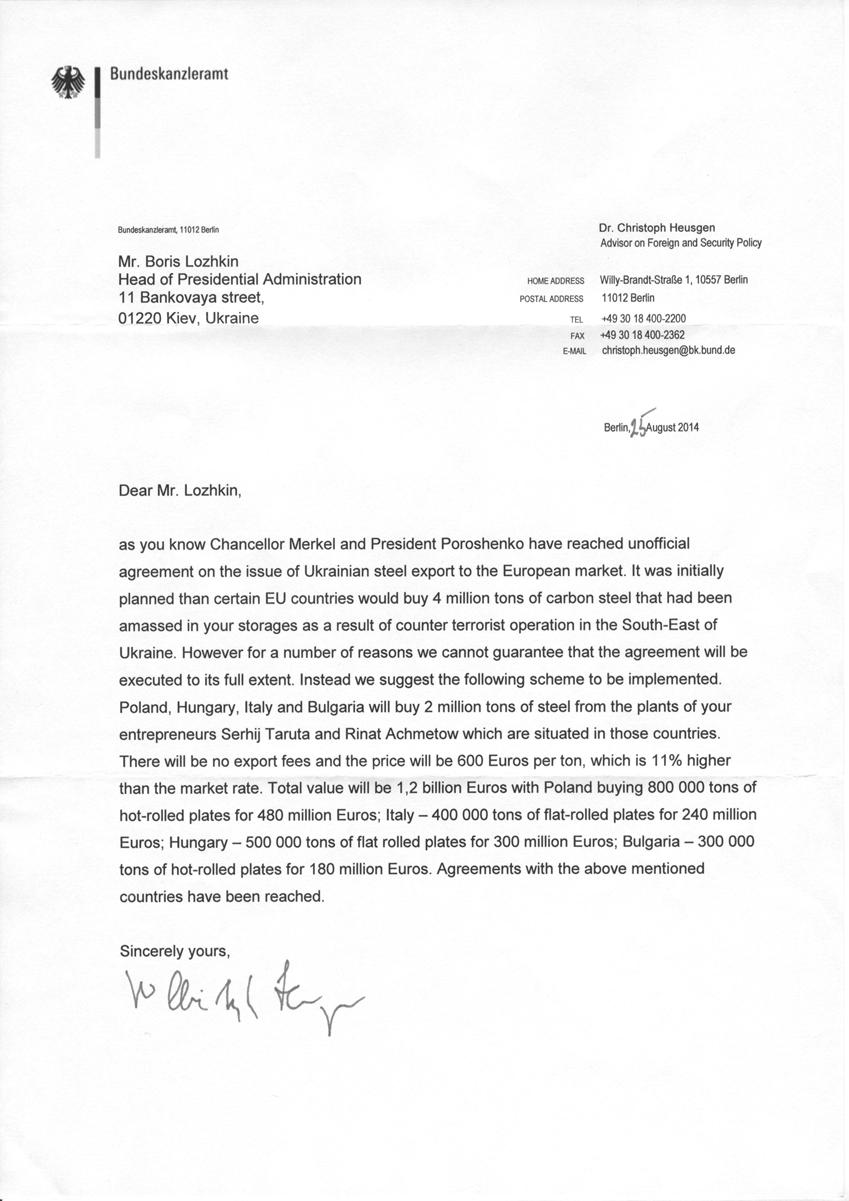 Bundeskanzleramt
Bundeskanzleramt, 11012 Berlin
Mr. Boris Lozhkin
Head of Presidential Administration
11 Bankovaya street,
01220 Kiev, Ukraine
Dr. Christoph Heusgen
Advisor on Foreign and Security Policy
HOME ADDRESS Willy-Brandt-Straße 1, 10557 Berlin
POSTAL ADDRESS 11012 Berlin
TEL +49 30 18 400-2200
FAX +49 30 18 400-2362
E-MAIL christoph.heusgen@bk.bund.de
Berlin, 25 August 2014
Dear Mr. Lozhkin,
as you know Chancellor Merkel and President Poroshenko have reached unofficial
agreement on the issue of Ukrainian steel export to the European market. It was initially
planned than certain EU countries would buy 4 million tons of carbon steel that had been
amassed in your storages as a result of counter terrorist operation in the South-East of
Ukraine. However for a number of reasons we cannot guarantee that the agreement will be
executed to its full extent. Instead we suggest the following scheme to be implemented.
Poland, Hungary, Italy and Bulgaria will buy 2 million tons of steel from the plants of your
entrepreneurs Serhij Taruta and Rinat Achmetow which are situated in those countries.
There will be no export fees and the price will be 600 Euros per ton, which is 11% higher
than the market rate. Total value will be 1,2 billion Euros with Poland buying 800 000 tons of
hot-rolled plates for 480 million Euros; Italy – 400 000 tons of flat-rolled plates for 240 million
Euros; Hungary – 500 000 tons of flat rolled plates for 300 million Euros; Bulgaria – 300 000
tons of hot-rolled plates for 180 million Euros. Agreements with the above mentioned
countries have been reached.
Sincerely yours,